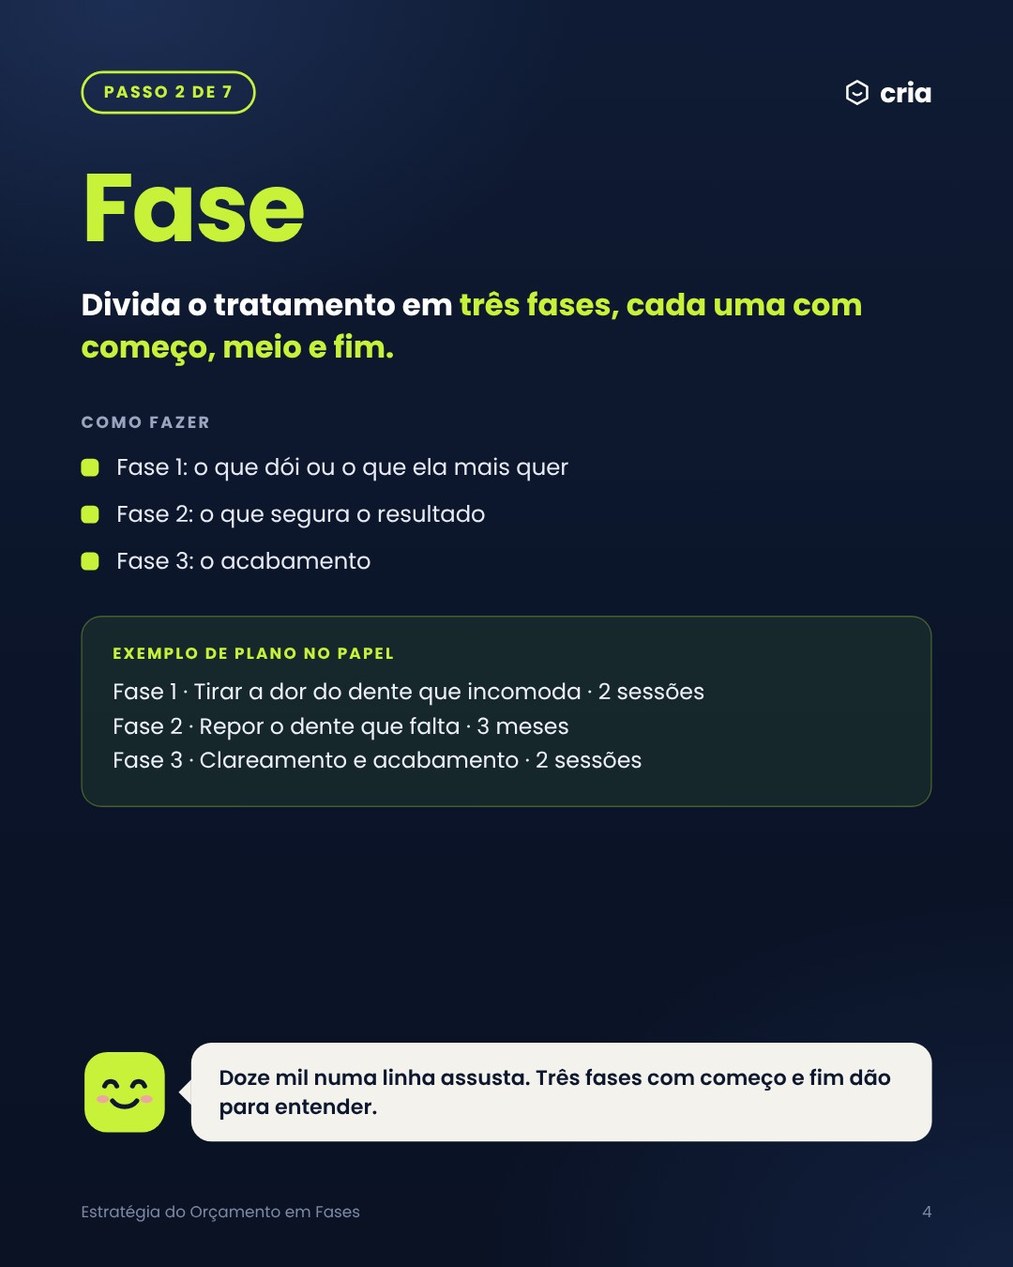 PASSO 2 DE 7
cria
Fase
Divida o tratamento em três fases, cada uma com
começo, meio e fim.
COMO FAZER
Fase 1: o que dói ou o que ela mais quer
Fase 2: o que segura o resultado
Fase 3: o acabamento
EXEMPLO DE PLANO NO PAPEL
Fase 1 · Tirar a dor do dente que incomoda · 2 sessões
Fase 2 · Repor o dente que falta · 3 meses
Fase 3 · Clareamento e acabamento · 2 sessões
Doze mil numa linha assusta. Três fases com começo e fim dão
para entender.
Estratégia do Orçamento em Fases
4